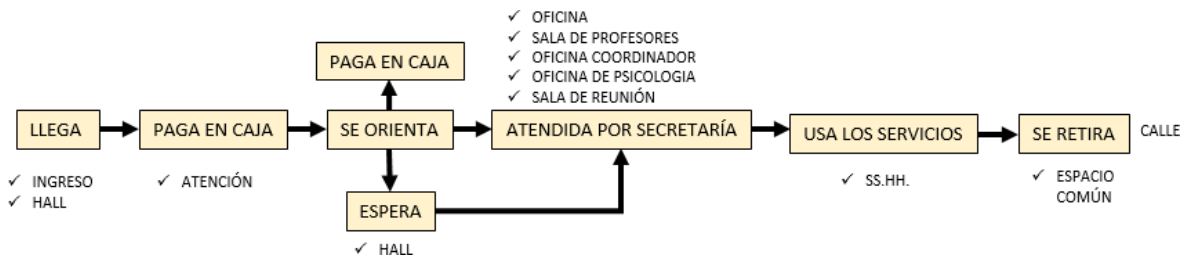 ✓ OFICINA
✓ SALA DE PROFESORES
✓ OFICINA COORDINADOR
✓ OFICINA DE PSICOLOGIA
✓ SALA DE REUNIÓN
PAGA EN CAJA
LLEGA
PAGA EN CAJA
SE ORIENTA
ATENDIDA POR SECRETARÍA
USA LOS SERVICIOS
SE RETIRA
CALLE
✓ INGRESO
✓ HALL
✓ ATENCIÓN
ESPERA
✓ HALL
✓ SS.HH.
✓ ESPACIO
COMÚN